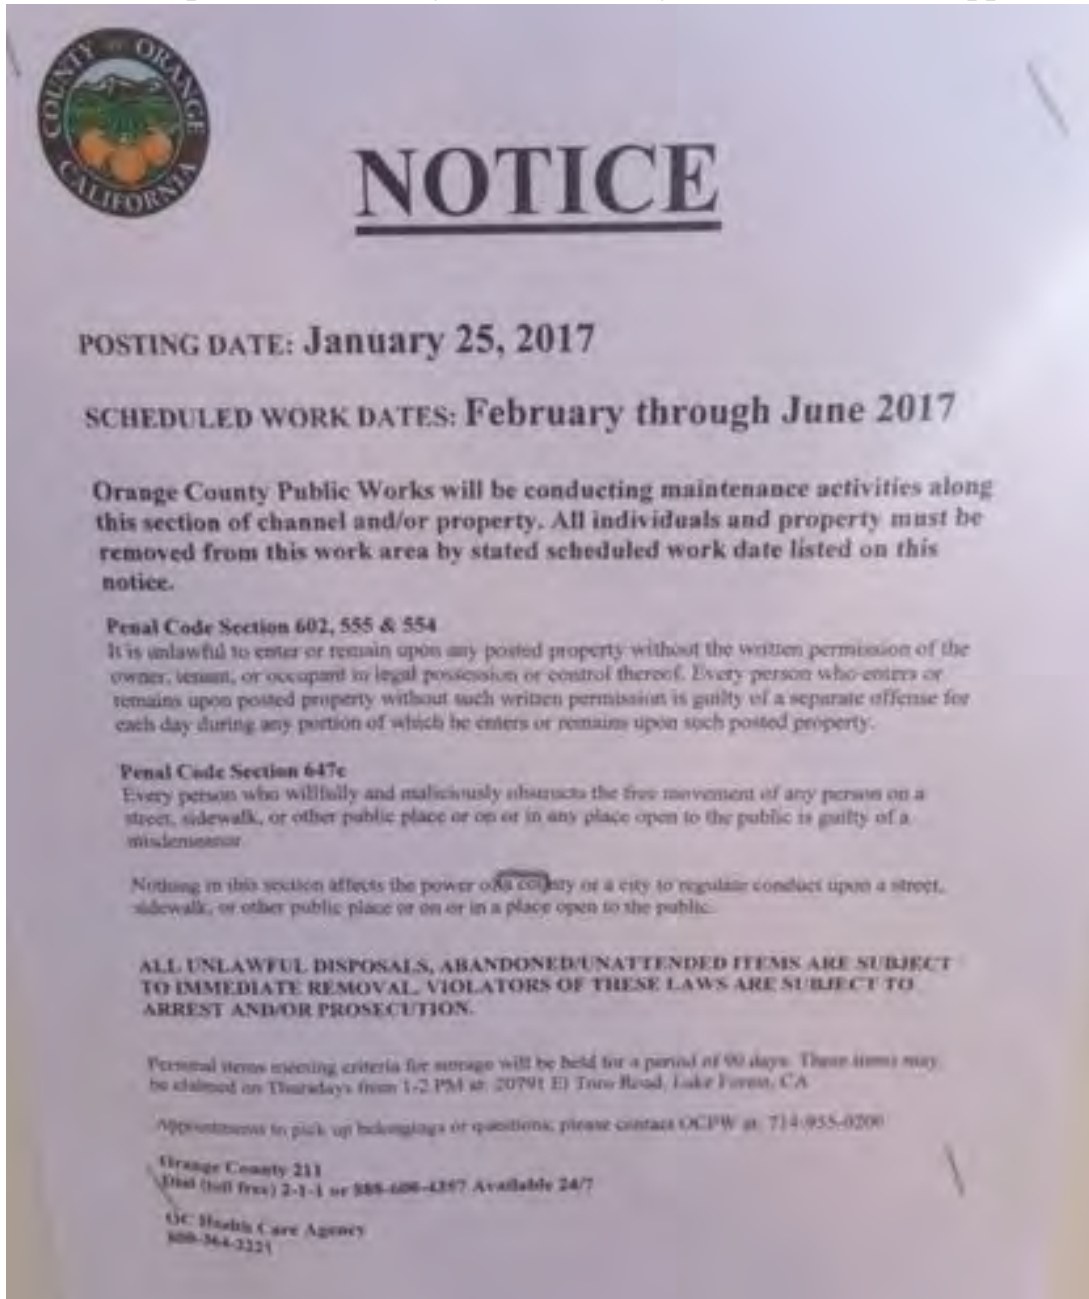 COUNTY OF ORANGE
CALIFORNIA
NOTICE
POSTING DATE: January 25, 2017
SCHEDULED WORK DATES: February through June 2017
Orange County Public Works will be conducting maintenance activities along
this section of channel and/or property. All individuals and property must be
removed from this work area by stated scheduled work date listed on this
notice.
Penal Code Section 602, 555 & 554
It is unlawful to enter or remain upon any posted property without the written permission of the
owner, tenant, or occupant in legal possession or control thereof. Every person who enters or
remains upon posted property without such written permission is guilty of a separate offense for
each day during any portion of which he enters or remains upon such posted property.
Penal Code Section 647c
Every person who willfully and maliciously obstructs the free movement of any person on a
street, sidewalk, or other public place or on or in any place open to the public is guilty of a
misdemeanor
Nothing in this section affects the power of a county or a city to regulate conduct upon a street,
sidewalk, or other public place or on or in a place open to the public.
ALL UNLAWFUL DISPOSALS, ABANDONED/UNATTENDED ITEMS ARE SUBJECT
TO IMMEDIATE REMOVAL. VIOLATORS OF THESE LAWS ARE SUBJECT TO
ARREST AND/OR PROSECUTION.
Personal items meeting criteria for storage will be held for a period of 90 days. These items may
be claimed on Thursdays from 1-2 PM at: 20791 El Toro Road, Lake Forest, CA
Appointments to pick up belongings or questions, please contact OCPW at: 714-955-0200
Orange County 211
Dial (toll free) 2-1-1 or Available 24/7
OC Health Care Agency